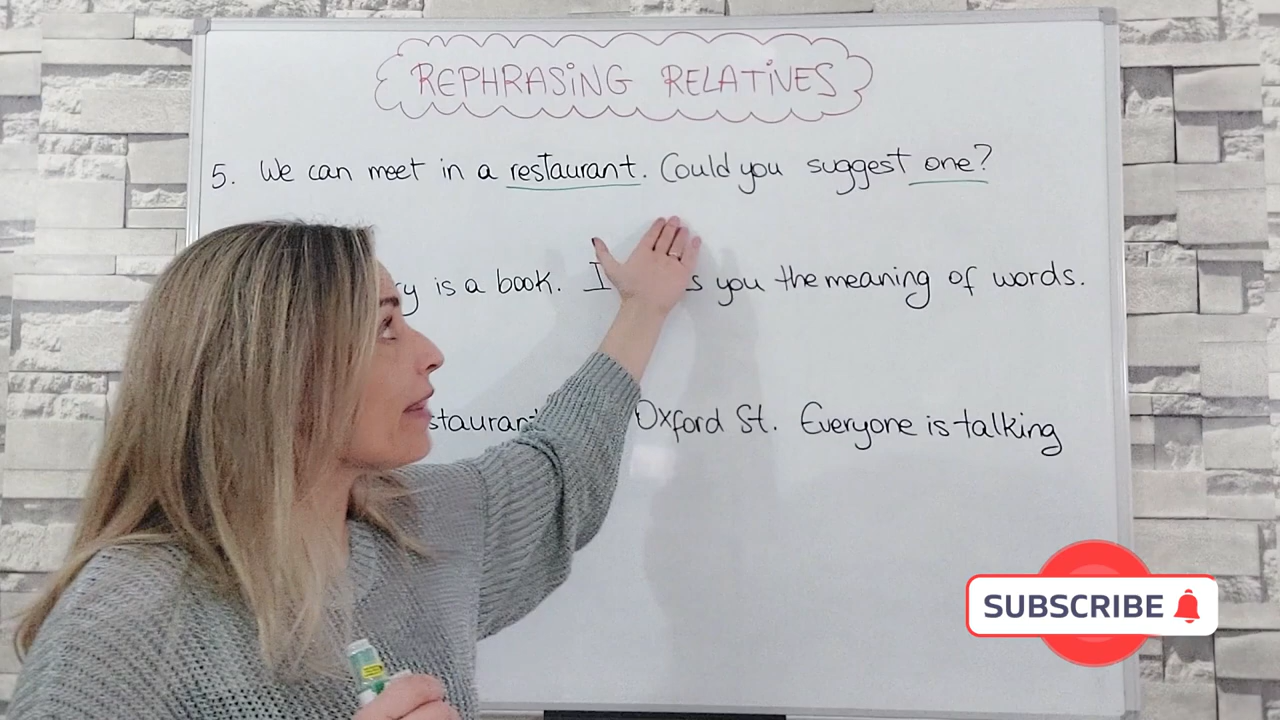 REPHRASING RELATIVES
5. We can meet in a restaurant. Could you suggest one?
is a book. you the meaning of words.
Oxford St. Everyone is talking
SUBSCRIBE